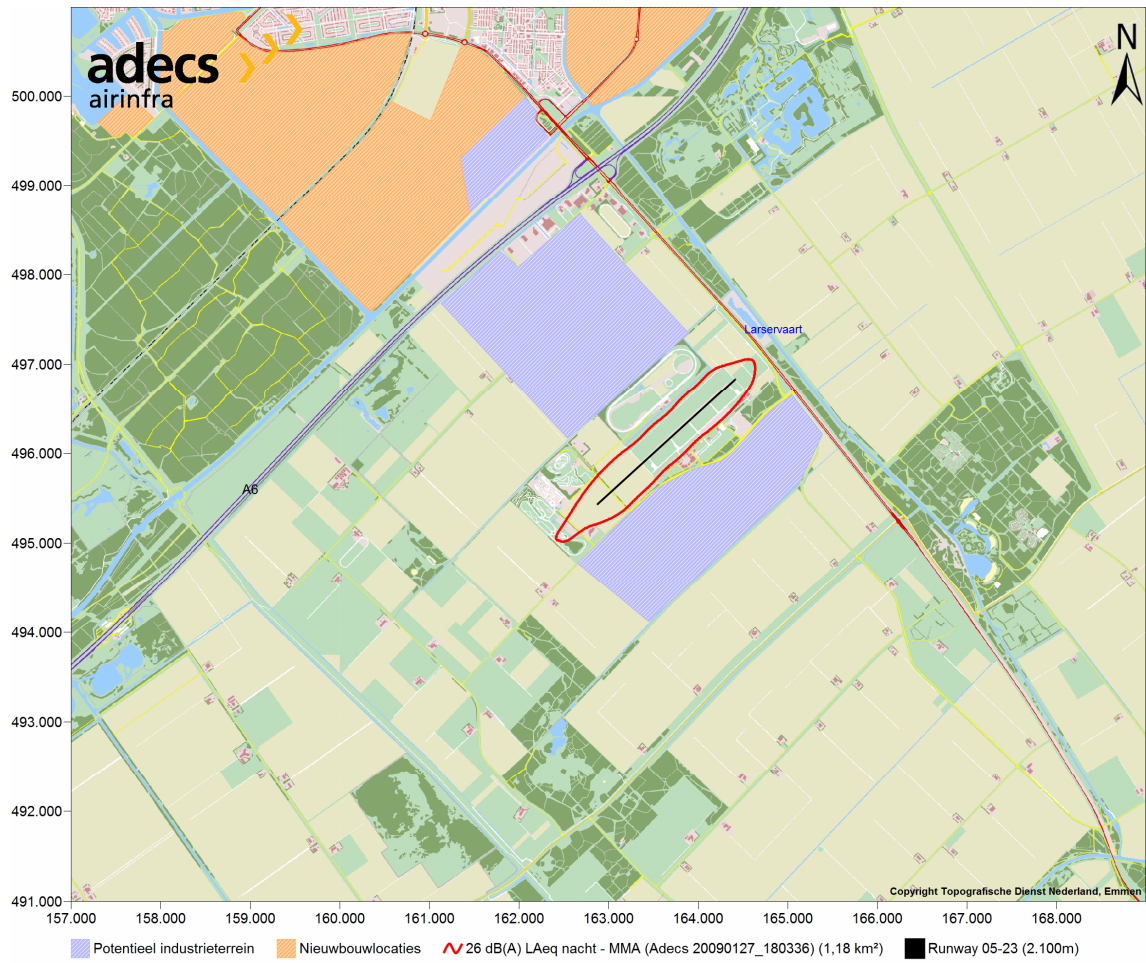 adecs
airinfra
N
500.000
499.000
498.000
497.000
496.000
495.000
494.000
493.000
492.000
491.000
Larservaart
A6
Copyright Topografische Dienst Nederland, Emmen
157.000 158.000 159.000 160.000 161.000 162.000 163.000 164.000 165.000 166.000 167.000 168.000
Potentieel industrieterrein Nieuwbouwlocaties 26 dB(A) LAeq nacht - MMA (Adecs 20090127_180336) (1,18 km²) Runway 05-23 (2.100m)